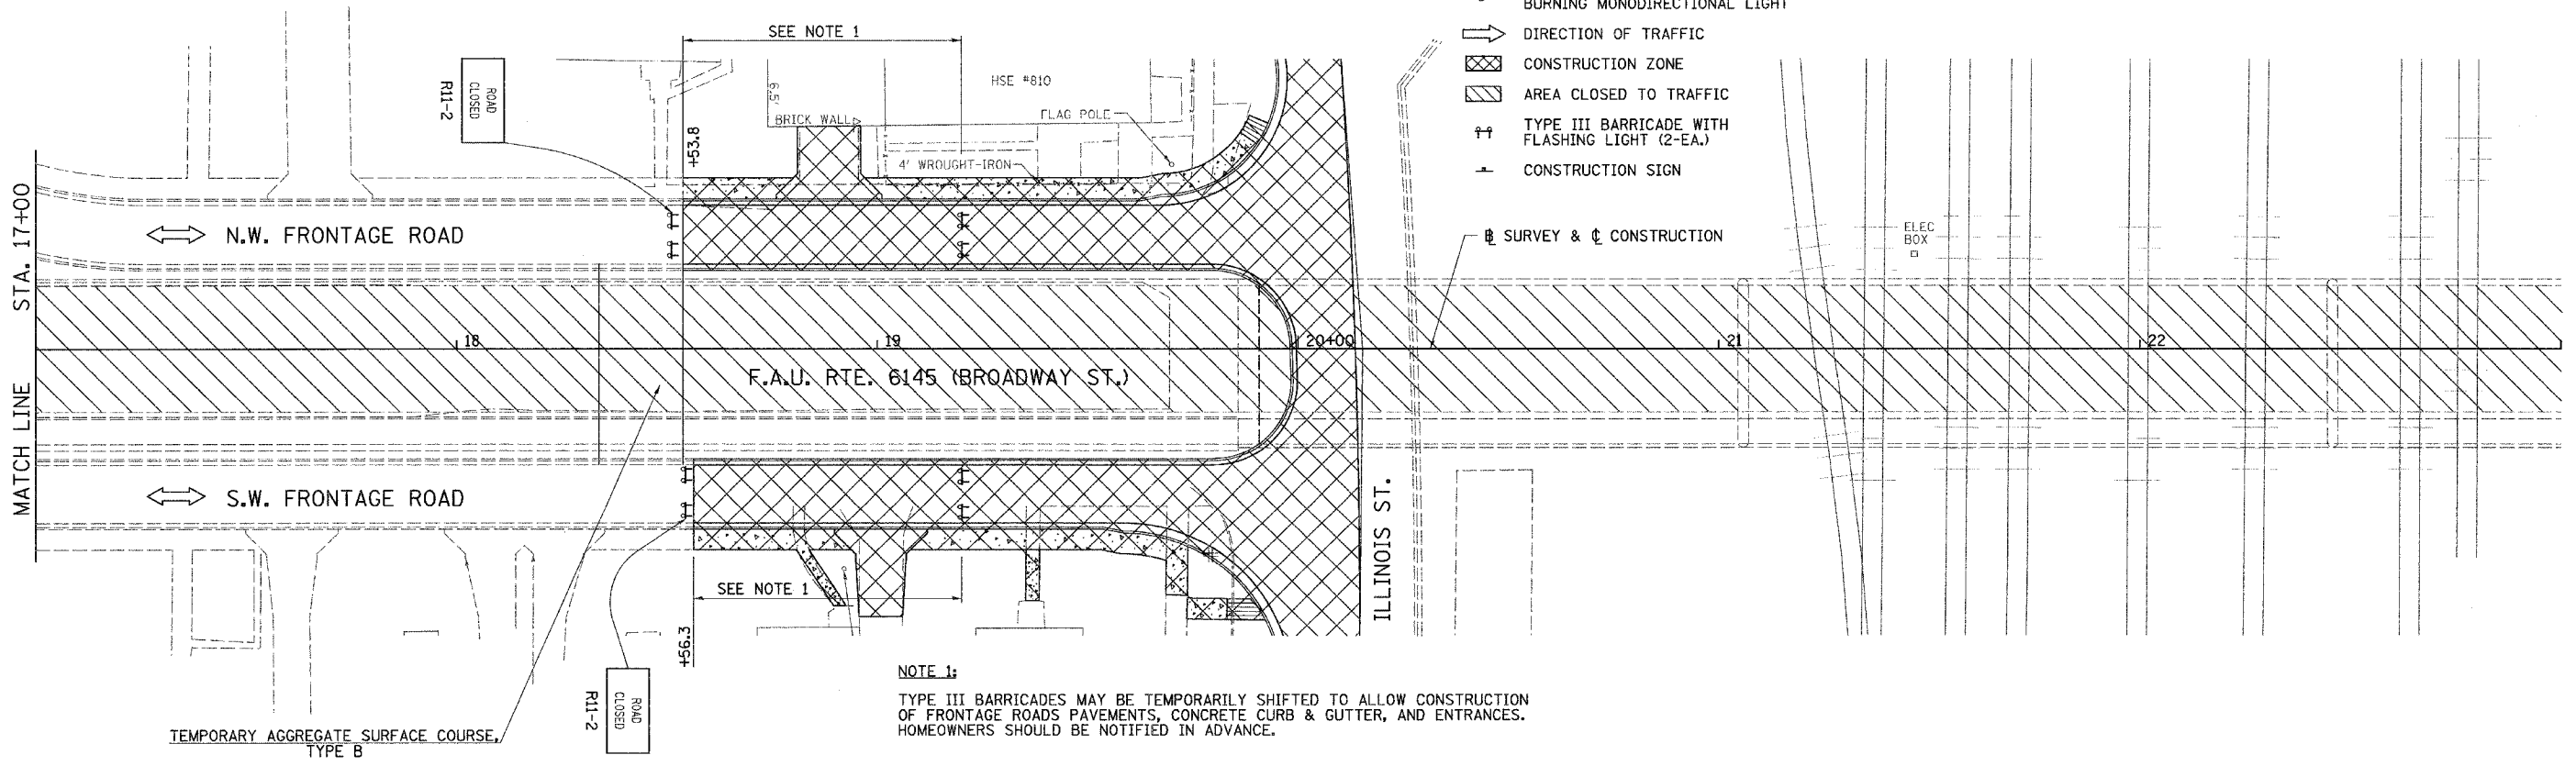 BURNING MONODIRECTIONAL LIGHT
DIRECTION OF TRAFFIC
CONSTRUCTION ZONE
AREA CLOSED TO TRAFFIC
TYPE III BARRICADE WITH
FLASHING LIGHT (2-EA.)
CONSTRUCTION SIGN
SEE NOTE 1
HSE #810
6.5'
BRICK WALL
FLAG POLE
4' WROUGHT-IRON
ROAD
CLOSED
R11-2
+53.8
MATCH LINE STA. 17+00
N.W. FRONTAGE ROAD
℄ SURVEY & ℄ CONSTRUCTION
ELEC
BOX
18
19
20+00
21
22
F.A.U. RTE. 6145 (BROADWAY ST.)
S.W. FRONTAGE ROAD
ILLINOIS ST.
SEE NOTE 1
+56.3
ROAD
CLOSED
R11-2
TEMPORARY AGGREGATE SURFACE COURSE,
TYPE B
NOTE 1:
TYPE III BARRICADES MAY BE TEMPORARILY SHIFTED TO ALLOW CONSTRUCTION
OF FRONTAGE ROADS PAVEMENTS, CONCRETE CURB & GUTTER, AND ENTRANCES.
HOMEOWNERS SHOULD BE NOTIFIED IN ADVANCE.